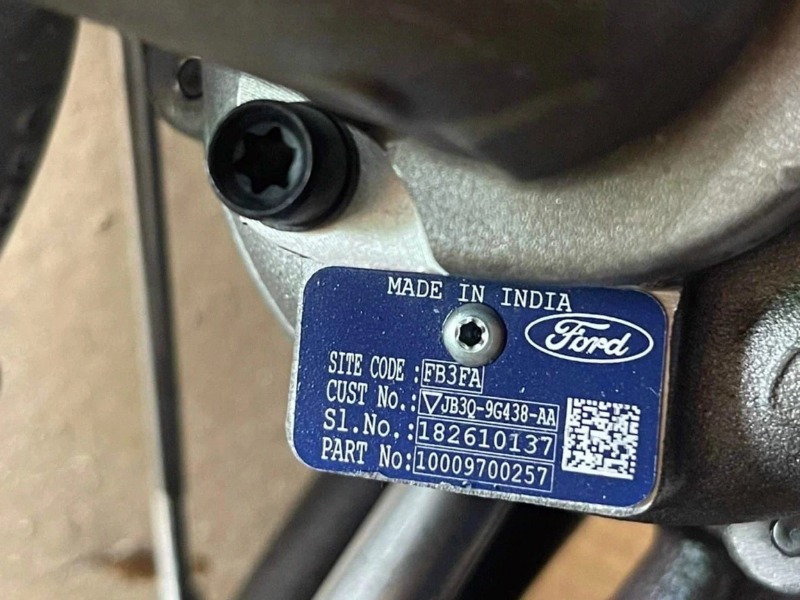 MADE IN INDIA
Ford
SITE CODE : FB3FA
CUST No.: ▽JB3Q-9G438-AA
Sl.No.: 182610137
PART No: 10009700257